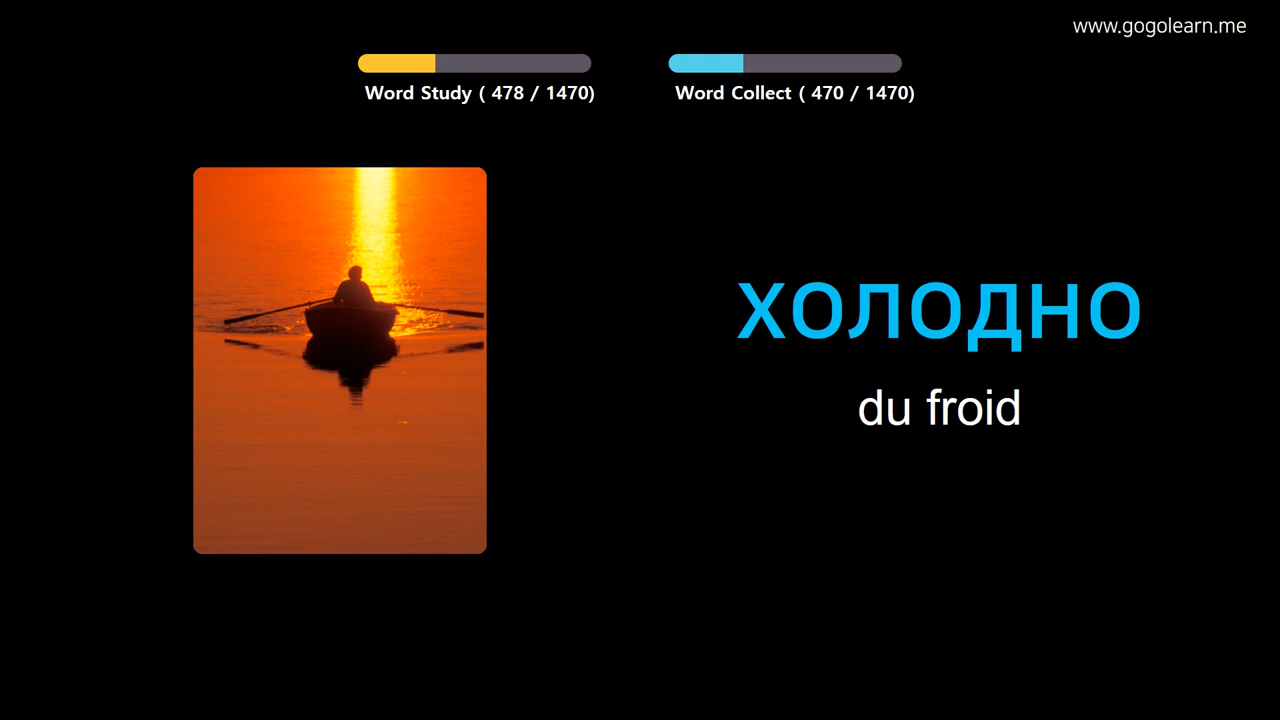 www.gogolearn.me
Word Study ( 478 / 1470)
Word Collect ( 470 / 1470)
холодно
du froid